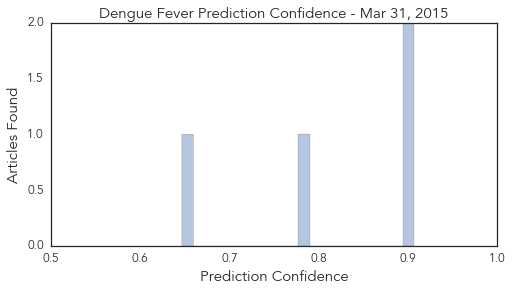 Dengue Fever Prediction Confidence - Mar 31, 2015
2.0
1.5
1.0
0.5
0.0
Articles Found
0.5 0.6 0.7 0.8 0.9 1.0
Prediction Confidence